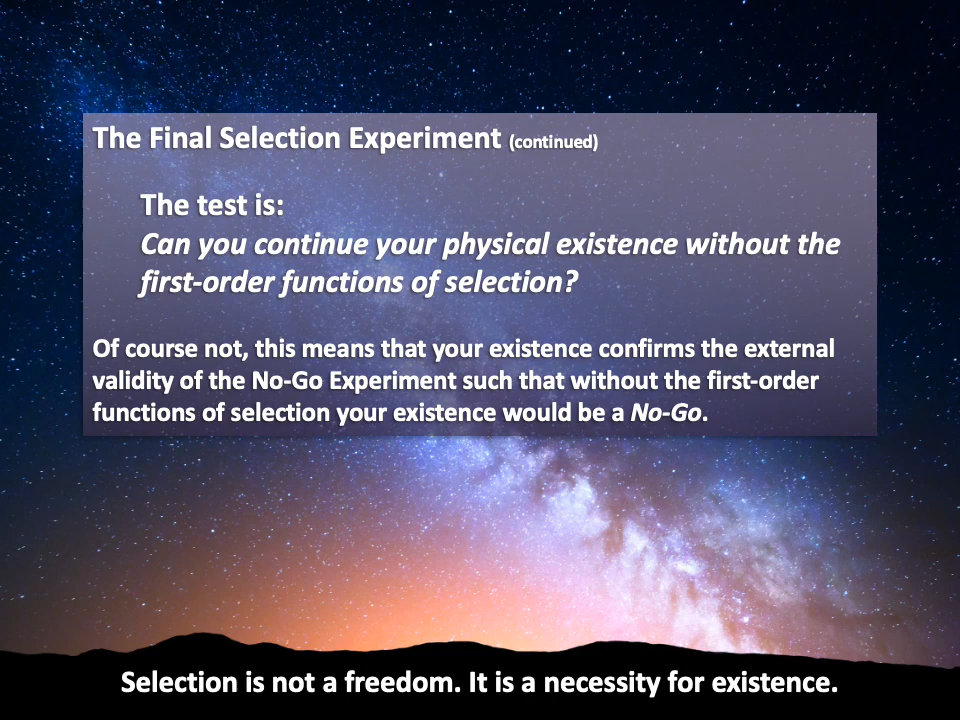 The Final Selection Experiment (continued)
The test is:
Can you continue your physical existence without the
first-order functions of selection?
Of course not, this means that your existence confirms the external
validity of the No-Go Experiment such that without the first-order
functions of selection your existence would be a No-Go.
Selection is not a freedom. It is a necessity for existence.